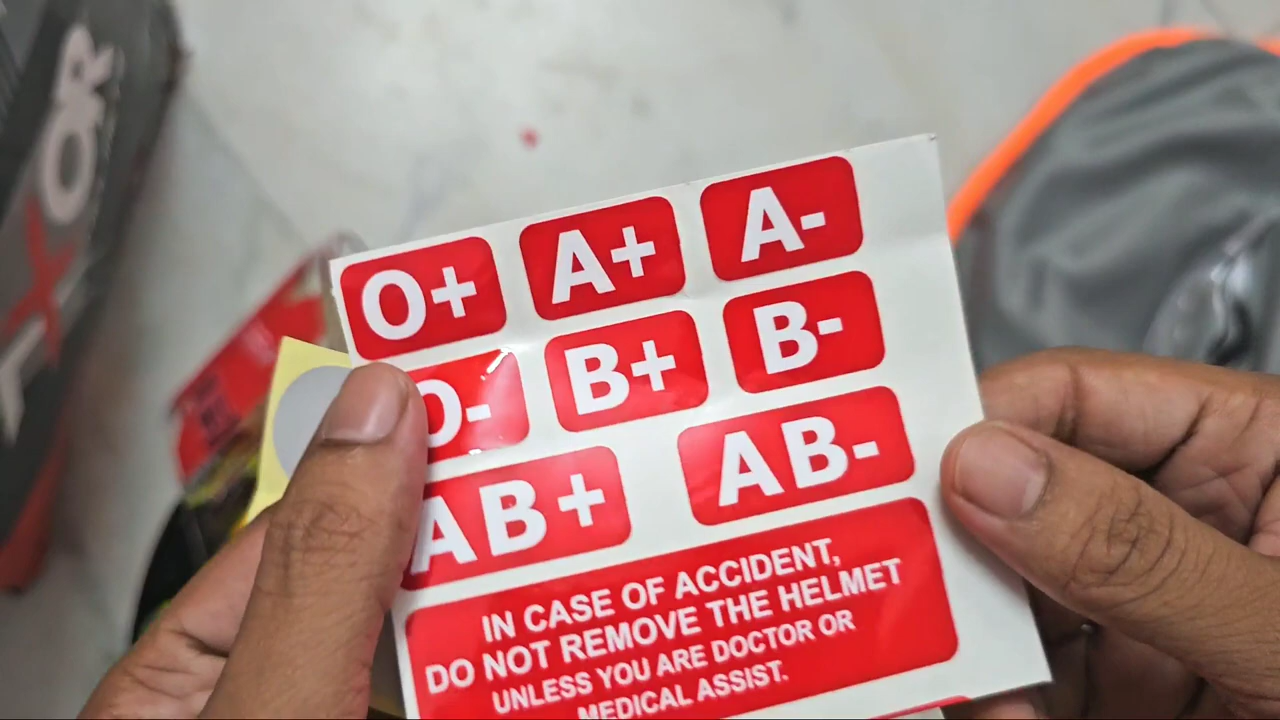 O+ A+ A-
O- B+ B-
AB+ AB-
IN CASE OF ACCIDENT,
DO NOT REMOVE THE HELMET
UNLESS YOU ARE DOCTOR OR
MEDICAL ASSIST.